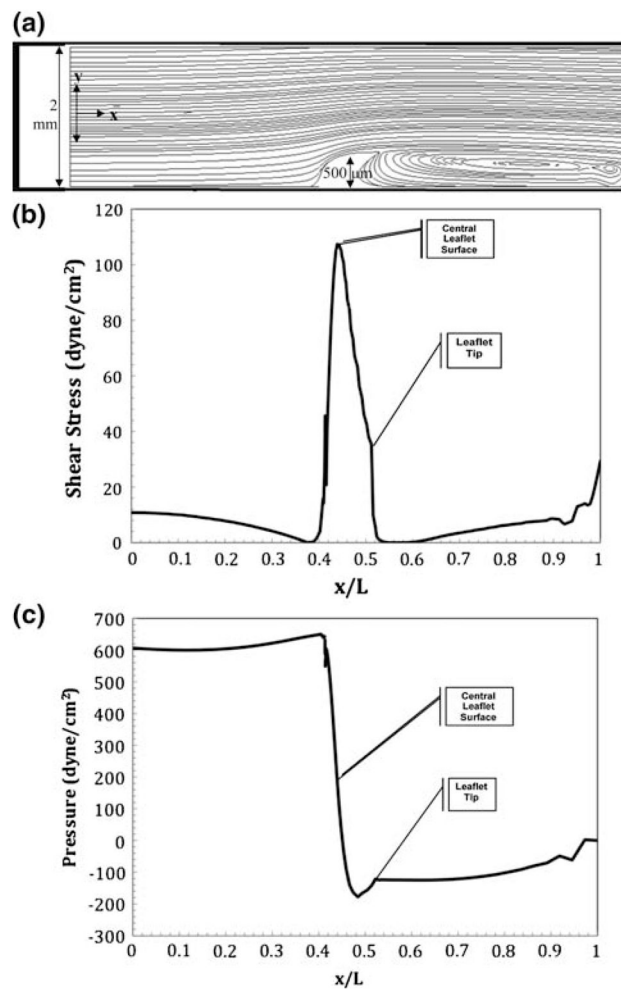 (a)
2
mm
y
x
500 µm
(b)
120
100
80
60
40
20
0
Shear Stress (dyne/cm²)
Central
Leaflet
Surface
Leaflet
Tip
0 0.1 0.2 0.3 0.4 0.5 0.6 0.7 0.8 0.9 1
x/L
(c)
700
600
500
400
300
200
100
0
-100
-200
-300
Pressure (dyne/cm²)
Central
Leaflet
Surface
Leaflet
Tip
0 0.1 0.2 0.3 0.4 0.5 0.6 0.7 0.8 0.9 1
x/L